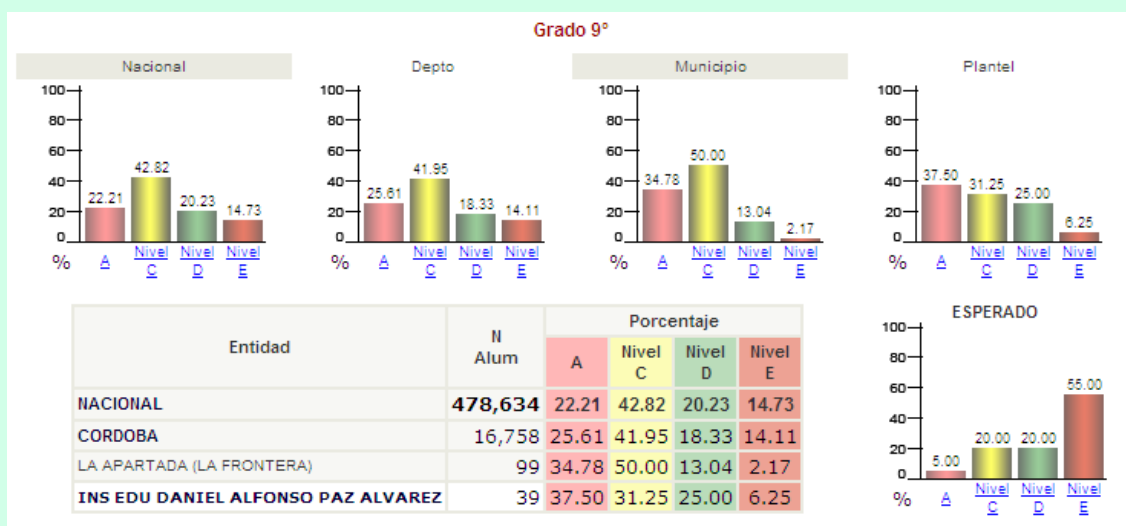 Grado 9°
Nacional
100
80
60
40
20
0
22.21
42.82
20.23
14.73
%
A
Nivel
C
Nivel
D
Nivel
E
Depto
100
80
60
40
20
0
25.61
41.95
18.33
14.11
%
A
Nivel
C
Nivel
D
Nivel
E
Municipio
100
80
60
40
20
0
34.78
50.00
13.04
2.17
%
A
Nivel
C
Nivel
D
Nivel
E
Plantel
100
80
60
40
20
0
37.50
31.25
25.00
6.25
%
A
Nivel
C
Nivel
D
Nivel
E
Entidad
N
Alum
Porcentaje
A
Nivel
C
Nivel
D
Nivel
E
NACIONAL 478,634 22.21 42.82 20.23 14.73
CORDOBA 16,758 25.61 41.95 18.33 14.11
LA APARTADA (LA FRONTERA) 99 34.78 50.00 13.04 2.17
INS EDU DANIEL ALFONSO PAZ ALVAREZ 39 37.50 31.25 25.00 6.25
ESPERADO
100
80
60
40
20
0
5.00
20.00
20.00
55.00
%
A
Nivel
C
Nivel
D
Nivel
E